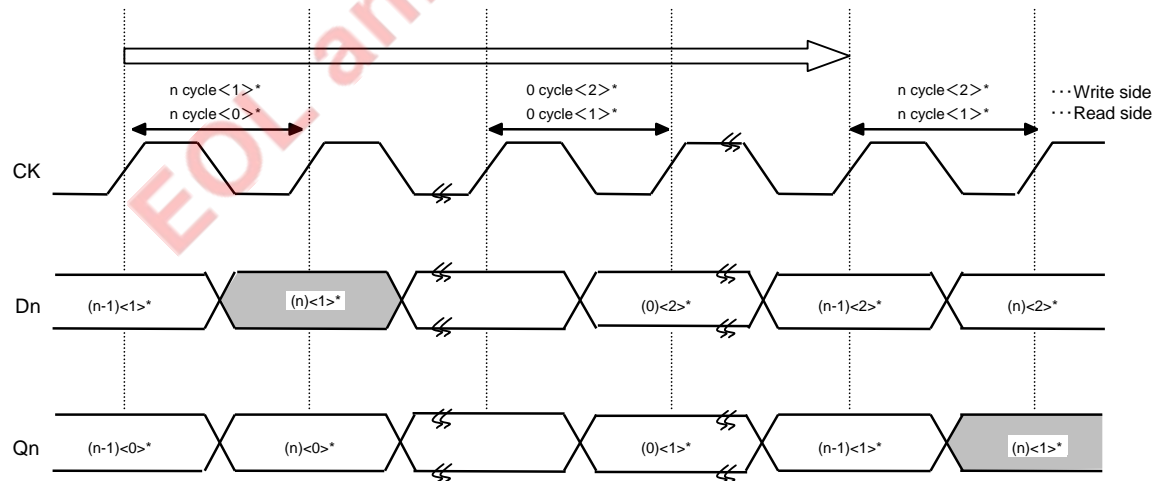 EOL an
n cycle<1>* 0 cycle<2>* n cycle<2>* ···Write side
n cycle<0>* 0 cycle<1>* n cycle<1>* ···Read side
CK
Dn (n-1)<1>* (n)<1>* (0)<2>* (n-1)<2>* (n)<2>*
Qn (n-1)<0>* (n)<0>* (0)<1>* (n-1)<1>* (n)<1>*